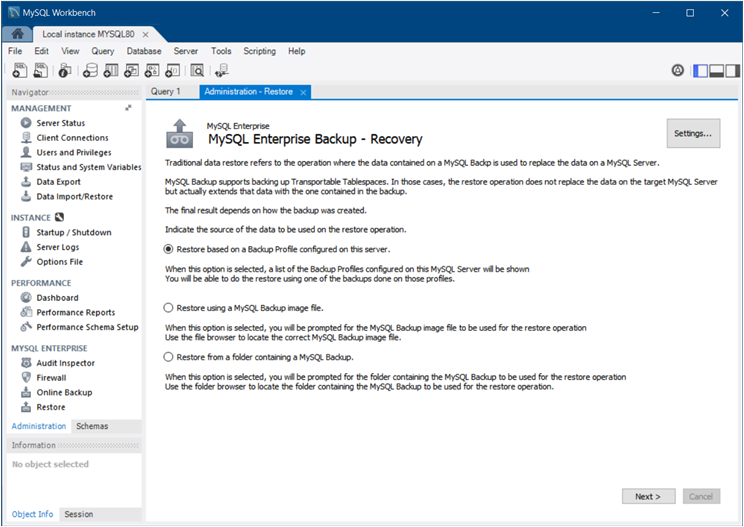 MySQL Workbench
Local instance MYSQL80
File Edit View Query Database Server Tools Scripting Help
Navigator
MANAGEMENT
Server Status
Client Connections
Users and Privileges
Status and System Variables
Data Export
Data Import/Restore
INSTANCE
Startup / Shutdown
Server Logs
Options File
PERFORMANCE
Dashboard
Performance Reports
Performance Schema Setup
MYSQL ENTERPRISE
Audit Inspector
Firewall
Online Backup
Restore
Administration Schemas
Information
No object selected
Object Info Session
Query 1 Administration - Restore
MySQL Enterprise
MySQL Enterprise Backup - Recovery
Settings...
Traditional data restore refers to the operation where the data contained on a MySQL Backp is used to replace the data on a MySQL Server.
MySQL Backup supports backing up Transportable Tablespaces. In those cases, the restore operation does not replace the data on the target MySQL Server
but actually extends that data with the one contained in the backup.
The final result depends on how the backup was created.
Indicate the source of the data to be used on the restore operation.
Restore based on a Backup Profile configured on this server.
When this option is selected, a list of the Backup Profiles configured on this MySQL Server will be shown
You will be able to do the restore using one of the backups done on those profiles.
Restore using a MySQL Backup image file.
When this option is selected, you will be prompted for the MySQL Backup image file to be used for the restore operation
Use the file browser to locate the correct MySQL Backup image file.
Restore from a folder containing a MySQL Backup.
When this option is selected, you will be prompted for the folder containing the MySQL Backup to be used for the restore operation
Use the folder browser to locate the folder containing the MySQL Backup to be used for the restore operation.
Next > Cancel